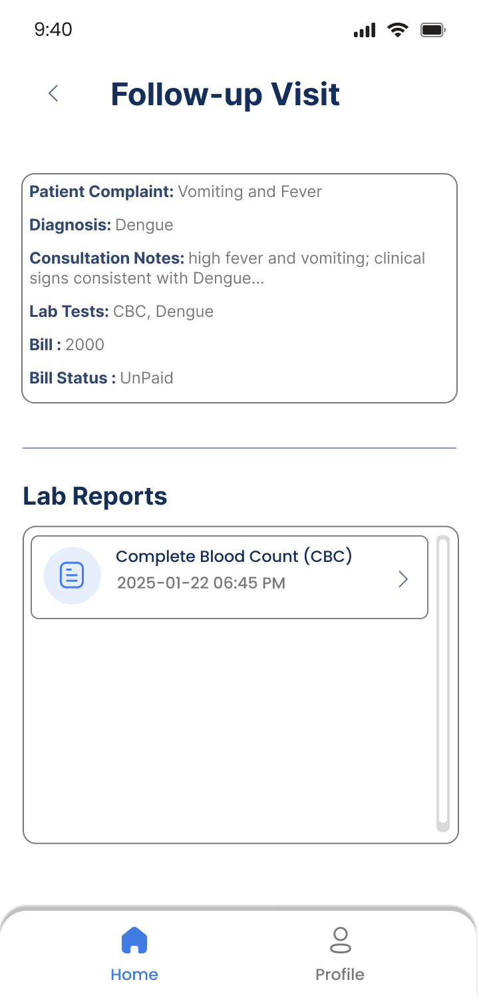 9:40
Follow-up Visit
Patient Complaint: Vomiting and Fever
Diagnosis: Dengue
Consultation Notes: high fever and vomiting; clinical
signs consistent with Dengue...
Lab Tests: CBC, Dengue
Bill : 2000
Bill Status : UnPaid
Lab Reports
Complete Blood Count (CBC)
2025-01-22 06:45 PM
Home
Profile